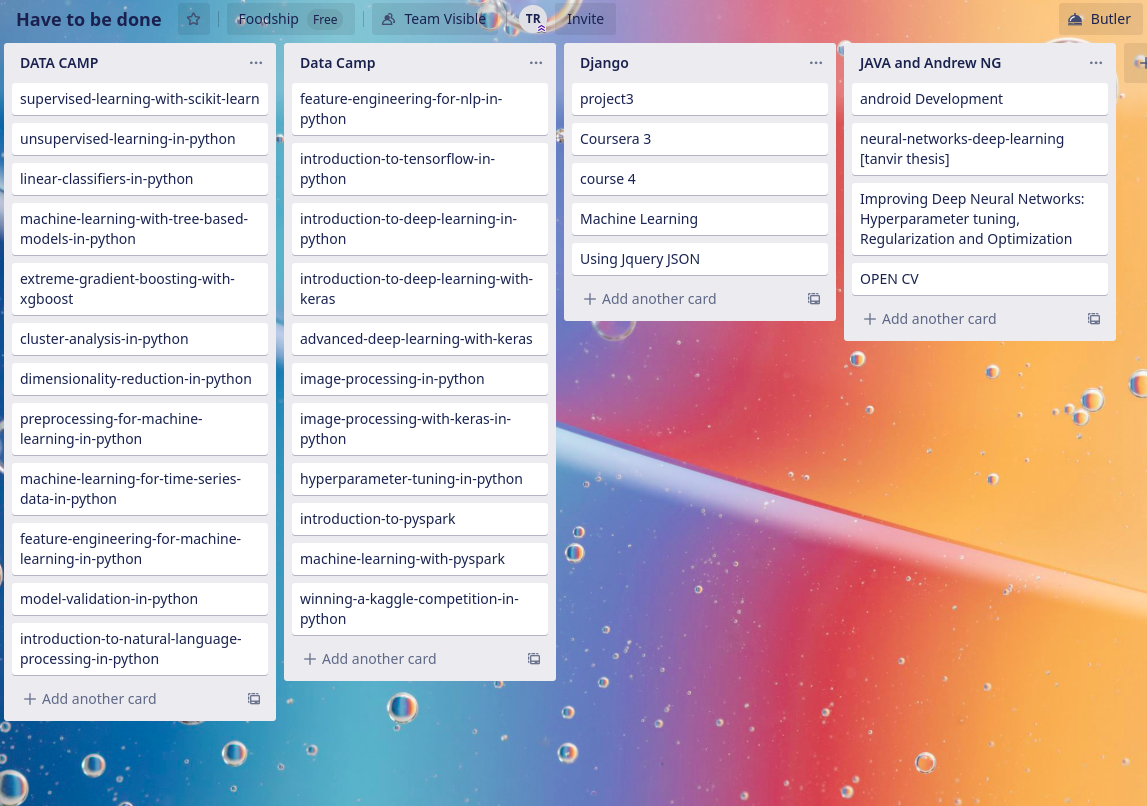 Have to be done
Foodship Free
Team Visible
TR
Invite
Butler
DATA CAMP
supervised-learning-with-scikit-learn
unsupervised-learning-in-python
linear-classifiers-in-python
machine-learning-with-tree-based-
models-in-python
extreme-gradient-boosting-with-
xgboost
cluster-analysis-in-python
dimensionality-reduction-in-python
preprocessing-for-machine-
learning-in-python
machine-learning-for-time-series-
data-in-python
feature-engineering-for-machine-
learning-in-python
model-validation-in-python
introduction-to-natural-language-
processing-in-python
Add another card
Data Camp
feature-engineering-for-nlp-in-
python
introduction-to-tensorflow-in-
python
introduction-to-deep-learning-in-
python
introduction-to-deep-learning-with-
keras
advanced-deep-learning-with-keras
image-processing-in-python
image-processing-with-keras-in-
python
hyperparameter-tuning-in-python
introduction-to-pyspark
machine-learning-with-pyspark
winning-a-kaggle-competition-in-
python
Add another card
Django
project3
Coursera 3
course 4
Machine Learning
Using Jquery JSON
Add another card
JAVA and Andrew NG
android Development
neural-networks-deep-learning
[tanvir thesis]
Improving Deep Neural Networks:
Hyperparameter tuning,
Regularization and Optimization
OPEN CV
Add another card